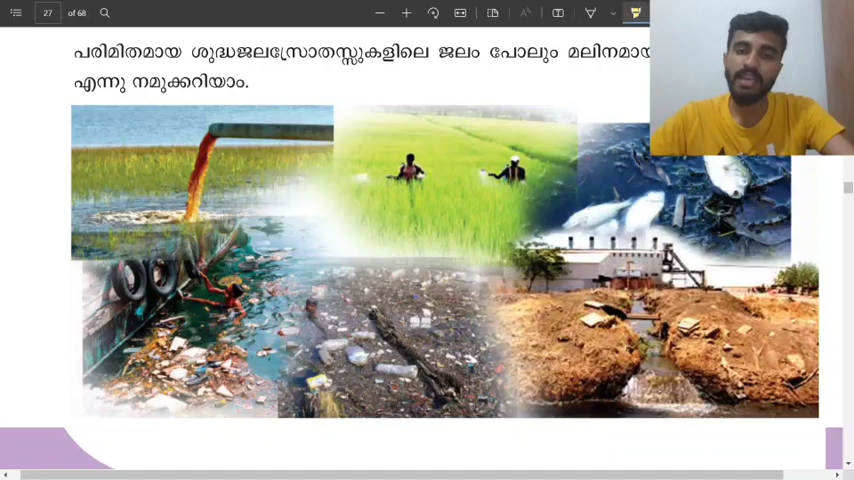 27 of 68
പരിമിതമായ ശുദ്ധജലസ്രോതസ്സുകളിലെ ജലം പോലും മലിനമായ
എന്നു നമുക്കറിയാം.